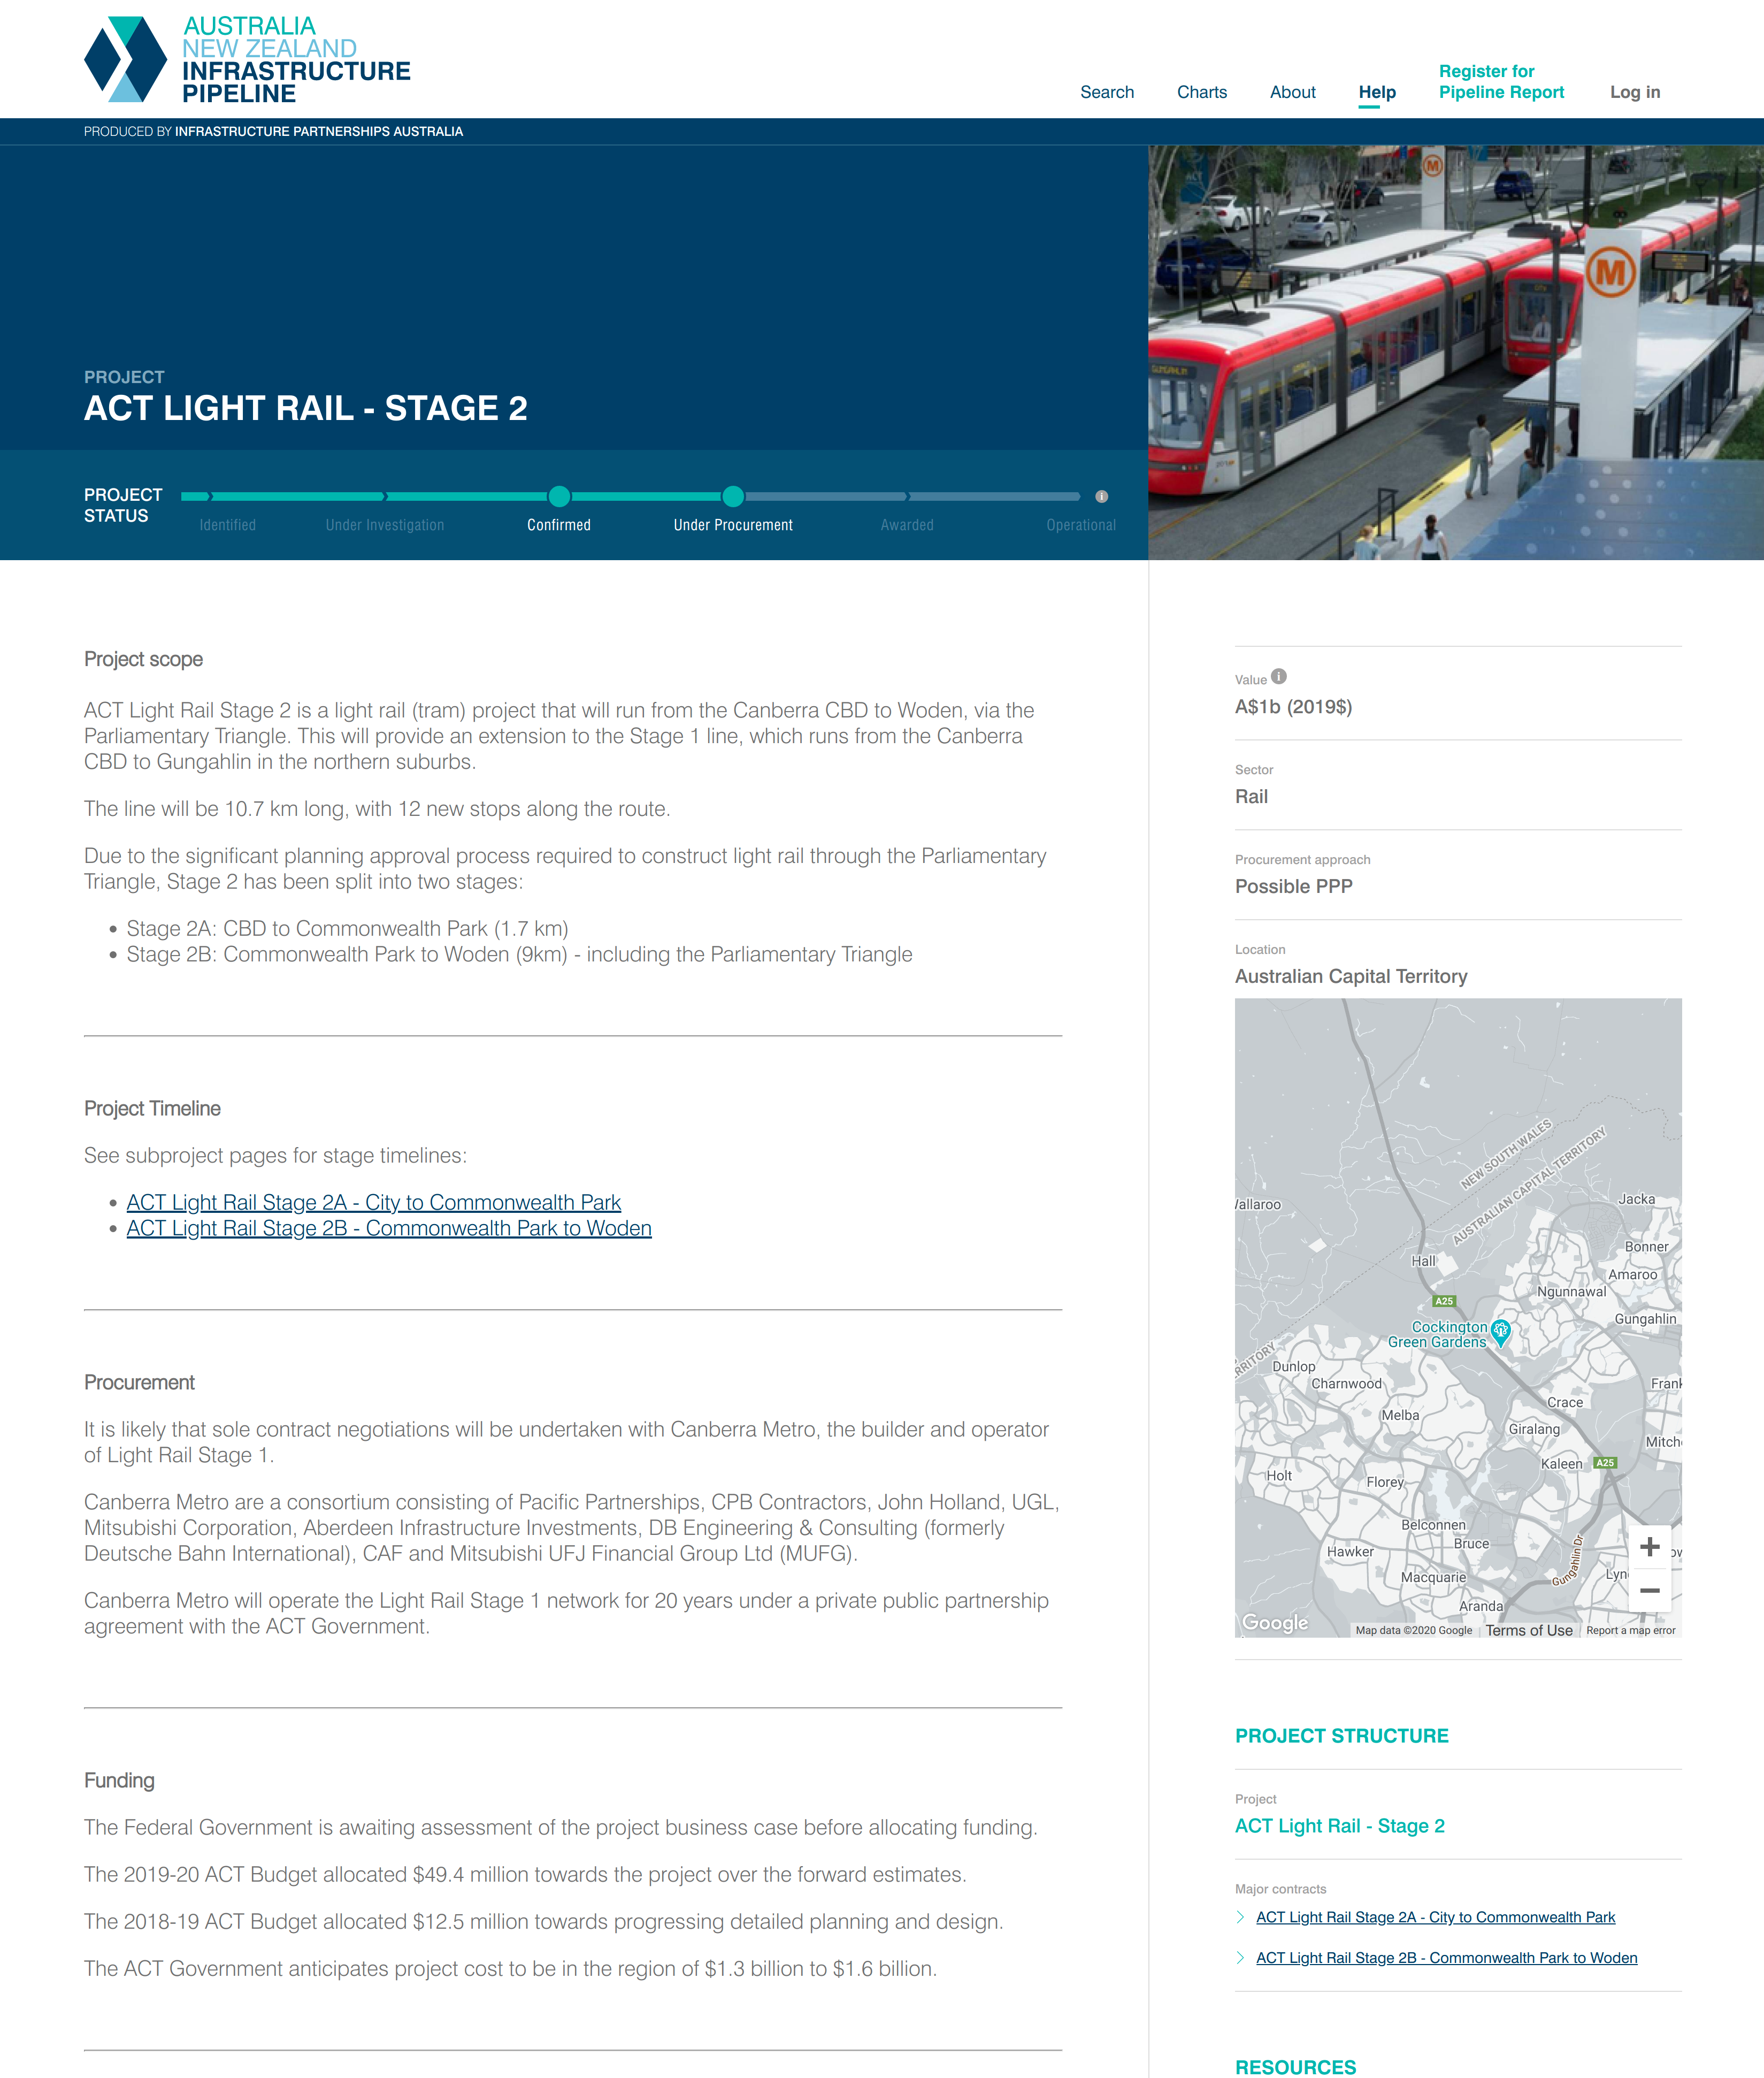 AUSTRALIA
NEW ZEALAND
INFRASTRUCTURE
PIPELINE
Search
Charts
About
Help
Register for
Pipeline Report
Log in
PRODUCED BY INFRASTRUCTURE PARTNERSHIPS AUSTRALIA
M
M
GUNGAHLIN
CITY
PROJECT
ACT LIGHT RAIL - STAGE 2
PROJECT
STATUS
Identified
Under Investigation
Confirmed
Under Procurement
Awarded
Operational
i
Project scope
ACT Light Rail Stage 2 is a light rail (tram) project that will run from the Canberra CBD to Woden, via the
Parliamentary Triangle. This will provide an extension to the Stage 1 line, which runs from the Canberra
CBD to Gungahlin in the northern suburbs.
The line will be 10.7 km long, with 12 new stops along the route.
Due to the significant planning approval process required to construct light rail through the Parliamentary
Triangle, Stage 2 has been split into two stages:
• Stage 2A: CBD to Commonwealth Park (1.7 km)
• Stage 2B: Commonwealth Park to Woden (9km) - including the Parliamentary Triangle
Project Timeline
See subproject pages for stage timelines:
• ACT Light Rail Stage 2A - City to Commonwealth Park
• ACT Light Rail Stage 2B - Commonwealth Park to Woden
Procurement
It is likely that sole contract negotiations will be undertaken with Canberra Metro, the builder and operator
of Light Rail Stage 1.
Canberra Metro are a consortium consisting of Pacific Partnerships, CPB Contractors, John Holland, UGL,
Mitsubishi Corporation, Aberdeen Infrastructure Investments, DB Engineering & Consulting (formerly
Deutsche Bahn International), CAF and Mitsubishi UFJ Financial Group Ltd (MUFG).
Canberra Metro will operate the Light Rail Stage 1 network for 20 years under a private public partnership
agreement with the ACT Government.
Funding
The Federal Government is awaiting assessment of the project business case before allocating funding.
The 2019-20 ACT Budget allocated $49.4 million towards the project over the forward estimates.
The 2018-19 ACT Budget allocated $12.5 million towards progressing detailed planning and design.
The ACT Government anticipates project cost to be in the region of $1.3 billion to $1.6 billion.
Value i
A$1b (2019$)
Sector
Rail
Procurement approach
Possible PPP
Location
Australian Capital Territory
NEW SOUTH WALES
AUSTRALIAN CAPITAL TERRITORY
Jacka
Wallaroo
Bonner
Hall
Amaroo
Ngunnawal
A25
Gungahlin
Cockington
Green Gardens
RRITORY
Dunlop
Charnwood
Frank
Crace
Melba
Giralang
Mitch
Kaleen
A25
Holt
Florey
Belconnen
Bruce
Hawker
Gungahlin Dr
Macquarie
Lyn
Aranda
+
−
Google
Map data ©2020 Google
Terms of Use
Report a map error
PROJECT STRUCTURE
Project
ACT Light Rail - Stage 2
Major contracts
ACT Light Rail Stage 2A - City to Commonwealth Park
ACT Light Rail Stage 2B - Commonwealth Park to Woden
RESOURCES